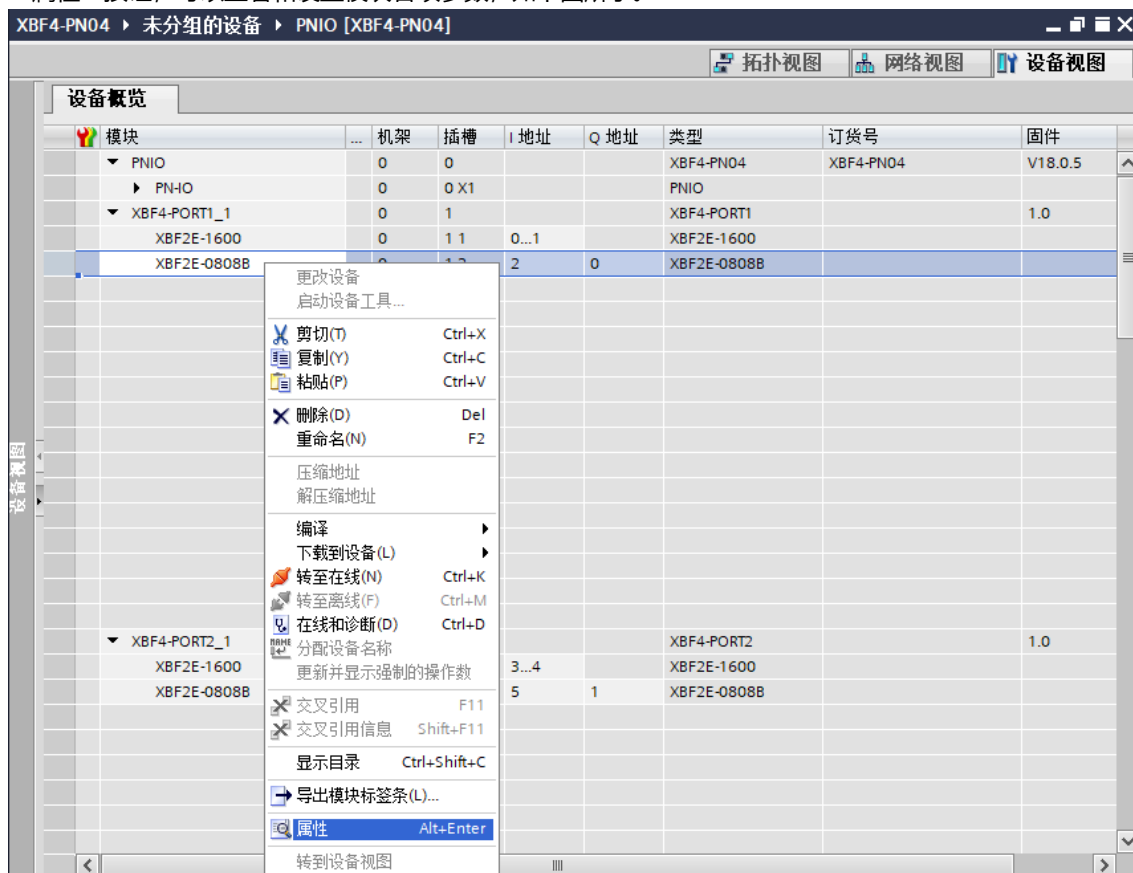 XBF4-PN04 ▸ 未分组的设备 ▸ PNIO [XBF4-PN04]
拓扑视图 网络视图 设备视图
设备概览
模块 ... 机架 插槽 I 地址 Q 地址 类型 订货号 固件
PNIO 0 0 XBF4-PN04 XBF4-PN04 V18.0.5
PN-IO 0 0 X1 PNIO
XBF4-PORT1_1 0 1 XBF4-PORT1 1.0
XBF2E-1600 0 1 1 0...1 XBF2E-1600
XBF2E-0808B 0 1 2 2 0 XBF2E-0808B
更改设备
启动设备工具...
剪切(T) Ctrl+X
复制(Y) Ctrl+C
粘贴(P) Ctrl+V
删除(D) Del
重命名(N) F2
压缩地址
解压缩地址
编译
下载到设备(L)
转至在线(N) Ctrl+K
转至离线(F) Ctrl+M
在线和诊断(D) Ctrl+D
分配设备名称
XBF4-PORT2_1 XBF4-PORT2 1.0
更新并显示强制的操作数
XBF2E-1600 3...4 XBF2E-1600
XBF2E-0808B 5 1 XBF2E-0808B
交叉引用 F11
交叉引用信息 Shift+F11
显示目录 Ctrl+Shift+C
导出模块标签条(L)...
属性 Alt+Enter
转到设备视图
设备视图